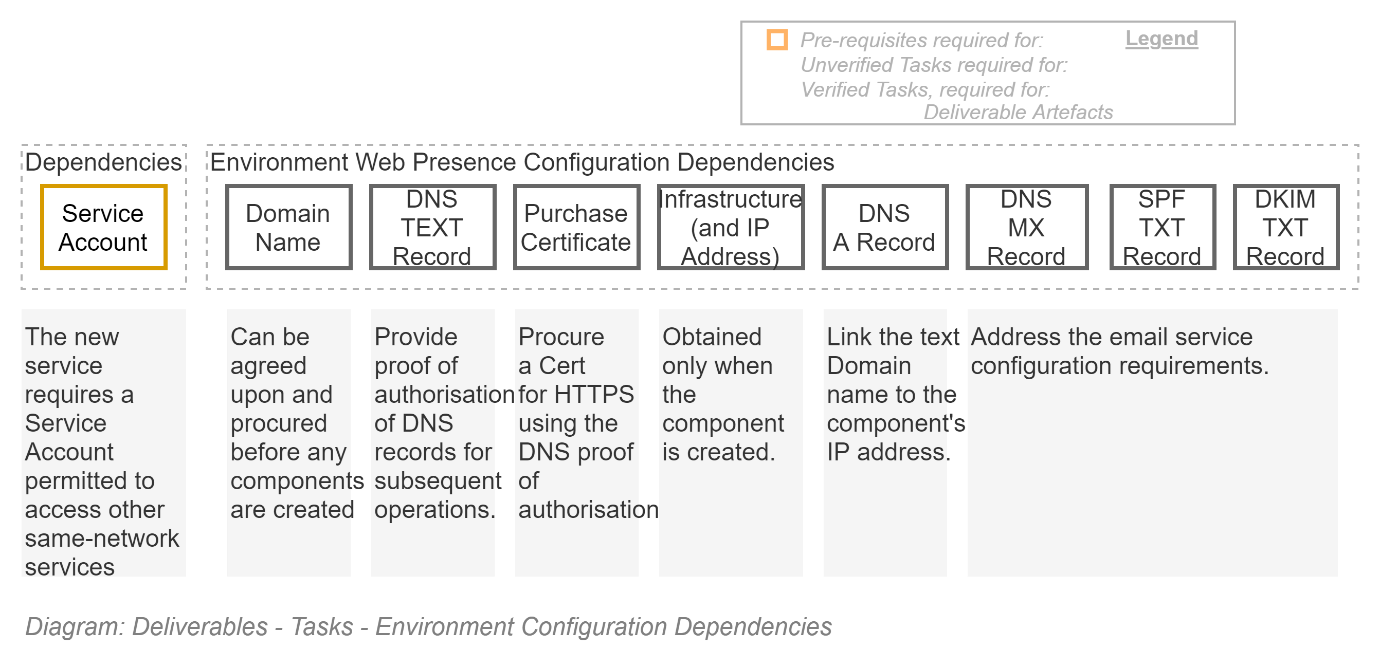 Pre-requisites required for:
Legend
Unverified Tasks required for:
Verified Tasks, required for:
Deliverable Artefacts
Dependencies
Service
Account
Environment Web Presence Configuration Dependencies
Domain
Name
DNS
TEXT
Record
Purchase
Certificate
Infrastructure
(and IP
Address)
DNS
A Record
DNS
MX
Record
SPF
TXT
Record
DKIM
TXT
Record
The new
service
requires a
Service
Account
permitted to
access other
same-network
services
Can be
agreed
upon and
procured
before any
components
are created
Provide
proof of
authorisation
of DNS
records for
subsequent
operations.
Procure
a Cert
for HTTPS
using the
DNS proof
of
authorisation
Obtained
only when
the
component
is created.
Link the text
Domain
name to the
component's
IP address.
Address the email service
configuration requirements.
Diagram: Deliverables - Tasks - Environment Configuration Dependencies